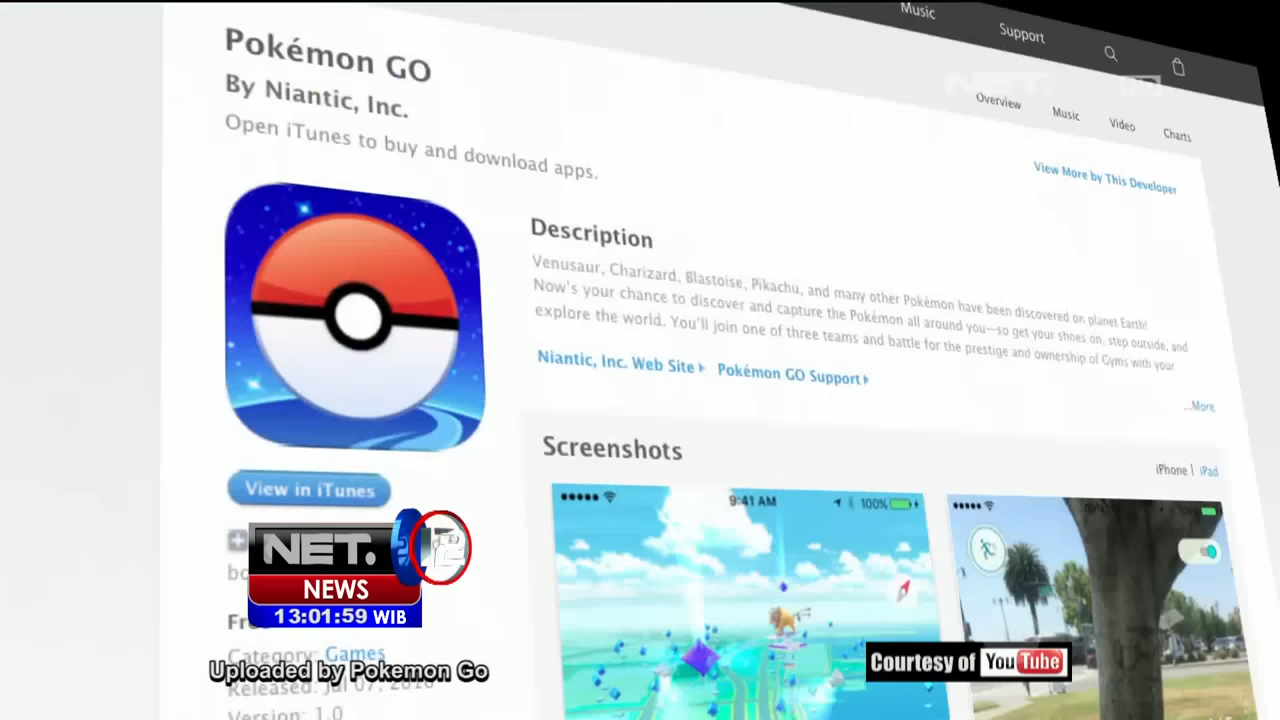 Music
Support
NET.
Pokémon GO
By Niantic, Inc.
Open iTunes to buy and download apps.
Overview
Music
Video
Charts
View More by This Developer
Description
Venusaur, Charizard, Blastoise, Pikachu, and many other Pokémon have been discovered on planet Earth!
Now's your chance to discover and capture the Pokémon all around you—so get your shoes on, step outside, and
explore the world. You'll join one of three teams and battle for the prestige and ownership of Gyms with your
Niantic, Inc. Web Site
Pokémon GO Support
...More
Screenshots
iPhone | iPad
View in iTunes
9:41 AM
100%
NET. 12
NEWS
13:01:59 WIB
Category: Games
Uploaded by Pokemon Go
Released: Jul 07, 2016
Version: 1.0
Courtesy of YouTube